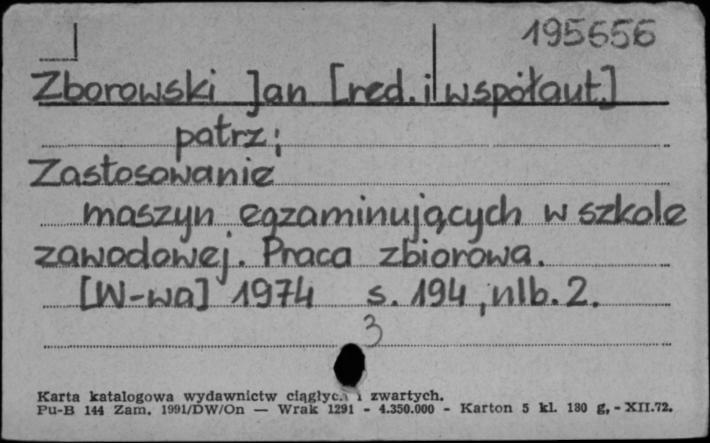 195656
Zborowski Jan [red. i współaut.]
patrz:
Zastosowanie
maszyn egzaminujących w szkole
zawodowej. Praca zbiorowa.
[W-wa] 1974 s. 194, nlb. 2.
3
Karta katalogowa wydawnictw ciągłych i zwartych.
Pu-B 144 Zam. 1991/DW/On — Wrak 1291 - 4.350.000 - Karton 5 kl. 180 g, - XII.72.